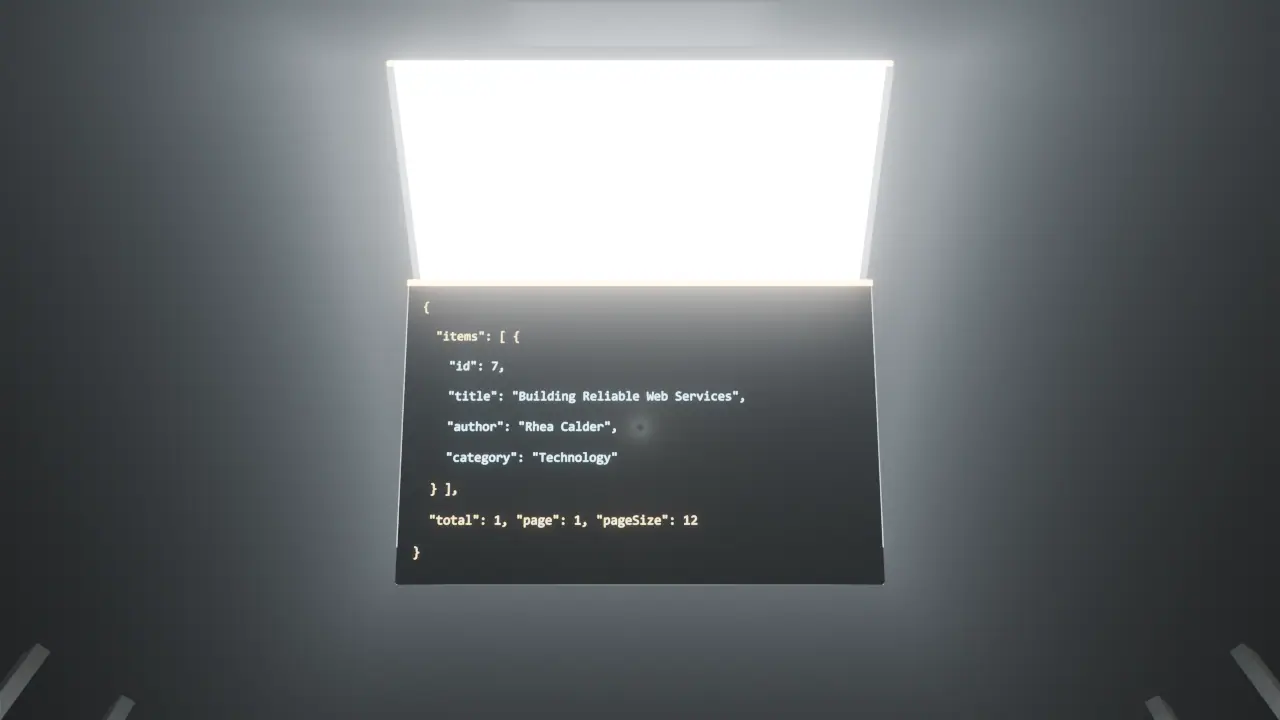 {
"items": [ {
"id": 7,
"title": "Building Reliable Web Services",
"author": "Rhea Calder",
"category": "Technology"
} ],
"total": 1, "page": 1, "pageSize": 12
}